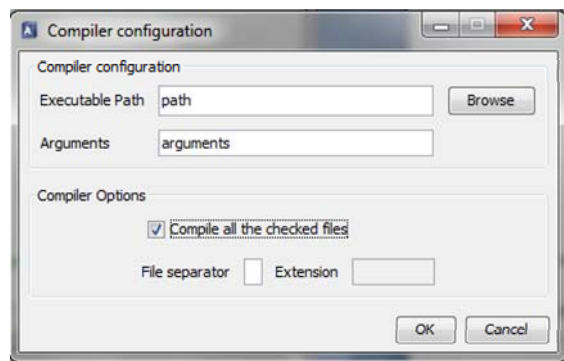 Compiler configuration
Compiler configuration
Executable Path path Browse
Arguments arguments
Compiler Options
Compile all the checked files
File separator Extension
OK Cancel